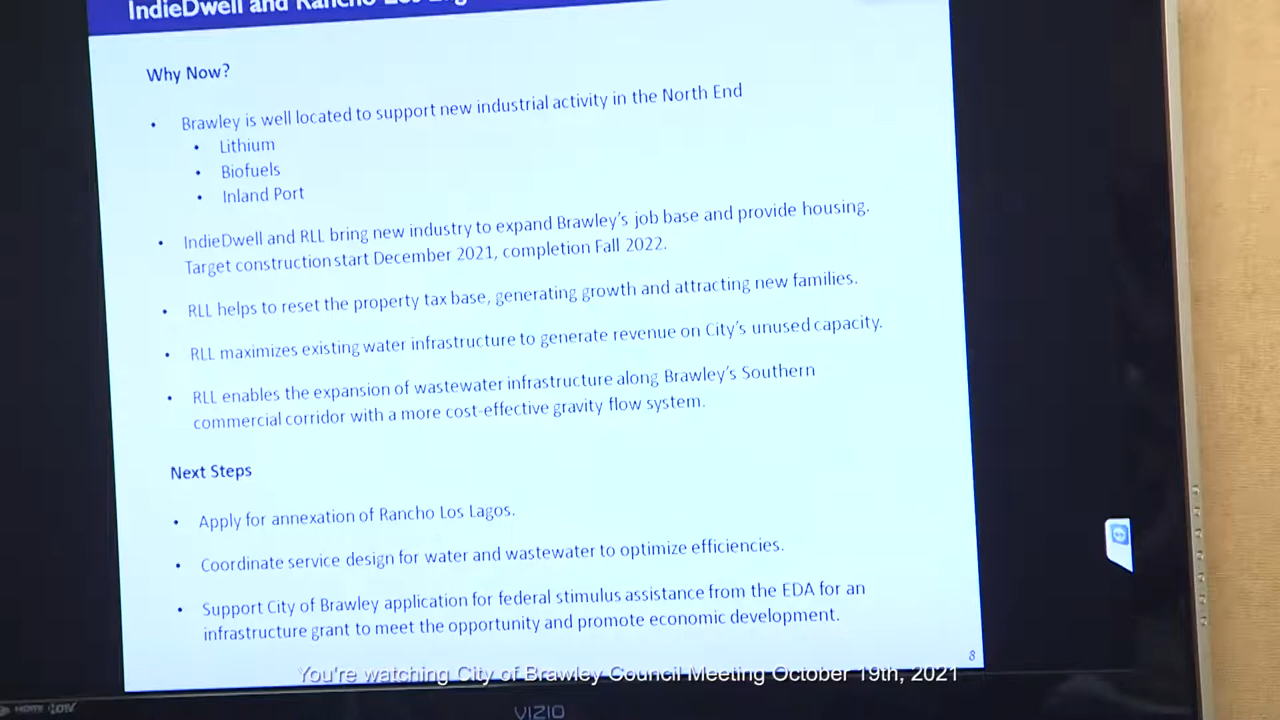 IndieDwell and Rancho Los
Why Now?
• Brawley is well located to support new industrial activity in the North End
• Lithium
• Biofuels
• Inland Port
• IndieDwell and RLL bring new industry to expand Brawley's job base and provide housing.
Target construction start December 2021, completion Fall 2022.
• RLL helps to reset the property tax base, generating growth and attracting new families.
• RLL maximizes existing water infrastructure to generate revenue on City's unused capacity.
• RLL enables the expansion of wastewater infrastructure along Brawley's Southern
commercial corridor with a more cost-effective gravity flow system.
Next Steps
• Apply for annexation of Rancho Los Lagos.
• Coordinate service design for water and wastewater to optimize efficiencies.
• Support City of Brawley application for federal stimulus assistance from the EDA for an
infrastructure grant to meet the opportunity and promote economic development.
8
You're watching City of Brawley Council Meeting October 19th, 2021
HDMI HDTV
VIZIO